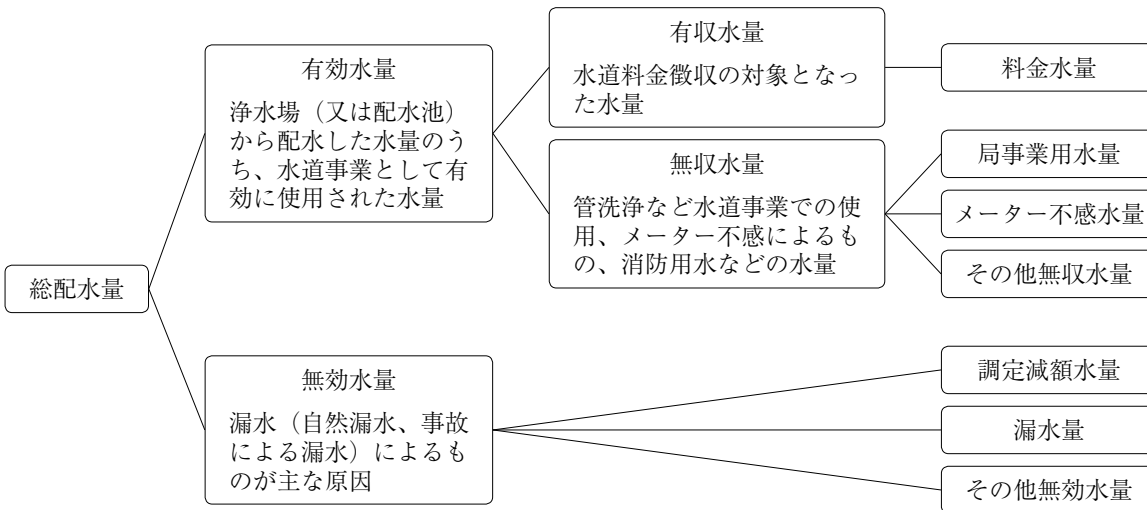 総配水量
有効水量
浄水場（又は配水池）
から配水した水量のう
ち、水道事業として有
効に使用された水量
無効水量
漏水（自然漏水、事故
による漏水）によるも
のが主な原因
有収水量
水道料金徴収の対象となっ
た水量
無収水量
管洗浄など水道事業での使
用、メーター不感によるも
の、消防用水などの水量
料金水量
局事業用水量
メーター不感水量
その他無収水量
調定減額水量
漏水量
その他無効水量